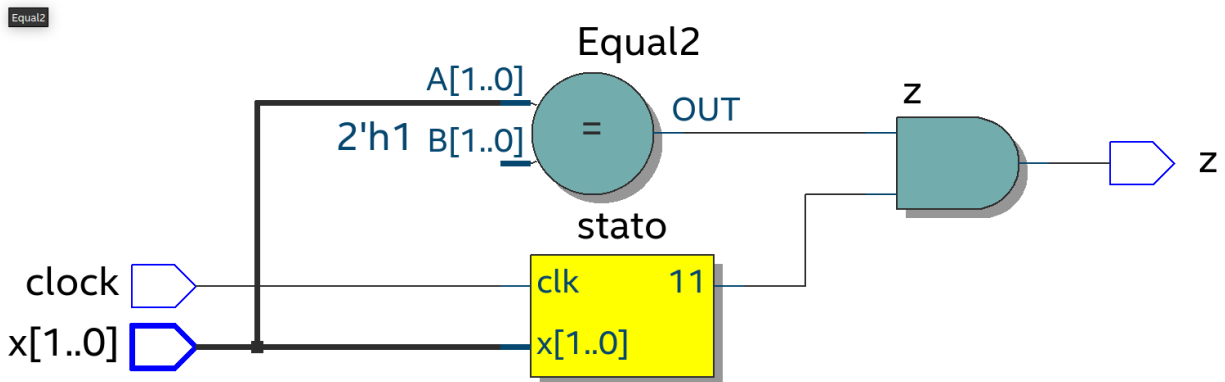 Equal2
Equal2
A[1..0]
2'h1 B[1..0]
=
OUT
z
z
stato
clock
clk
11
x[1..0]
x[1..0]